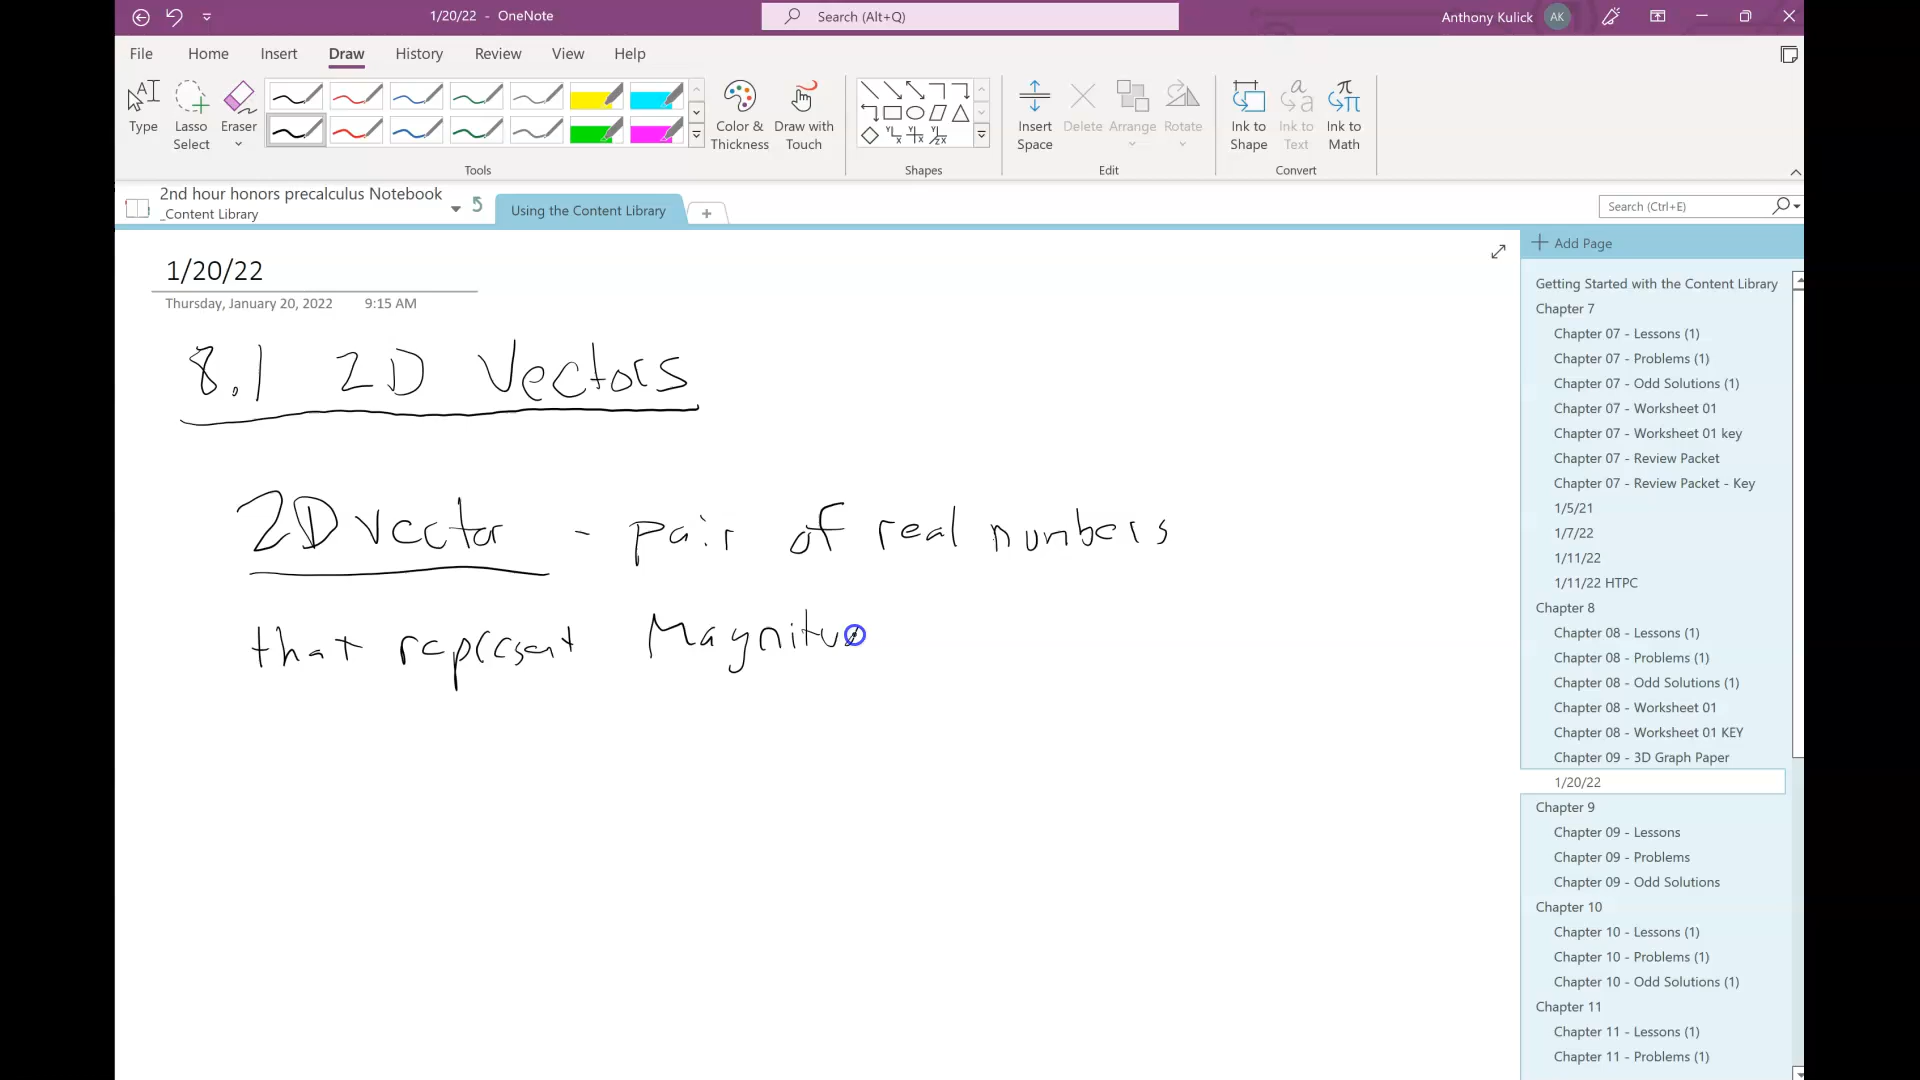 1/20/22 - OneNote
Search (Alt+Q)
Anthony Kulick
AK
File Home Insert Draw History Review View Help
Type
Lasso Select
Eraser
Color & Thickness
Draw with Touch
Insert Space
Delete
Arrange
Rotate
Ink to Shape
Ink to Text
Ink to Math
Tools
Shapes
Edit
Convert
2nd hour honors precalculus Notebook
_Content Library
Using the Content Library
Search (Ctrl+E)
1/20/22
Thursday, January 20, 2022 9:15 AM
8.1 2D Vectors
2D vector - pair of real numbers
that represent Magnitu
Add Page
Getting Started with the Content Library
Chapter 7
Chapter 07 - Lessons (1)
Chapter 07 - Problems (1)
Chapter 07 - Odd Solutions (1)
Chapter 07 - Worksheet 01
Chapter 07 - Worksheet 01 key
Chapter 07 - Review Packet
Chapter 07 - Review Packet - Key
1/5/21
1/7/22
1/11/22
1/11/22 HTPC
Chapter 8
Chapter 08 - Lessons (1)
Chapter 08 - Problems (1)
Chapter 08 - Odd Solutions (1)
Chapter 08 - Worksheet 01
Chapter 08 - Worksheet 01 KEY
Chapter 09 - 3D Graph Paper
1/20/22
Chapter 9
Chapter 09 - Lessons
Chapter 09 - Problems
Chapter 09 - Odd Solutions
Chapter 10
Chapter 10 - Lessons (1)
Chapter 10 - Problems (1)
Chapter 10 - Odd Solutions (1)
Chapter 11
Chapter 11 - Lessons (1)
Chapter 11 - Problems (1)